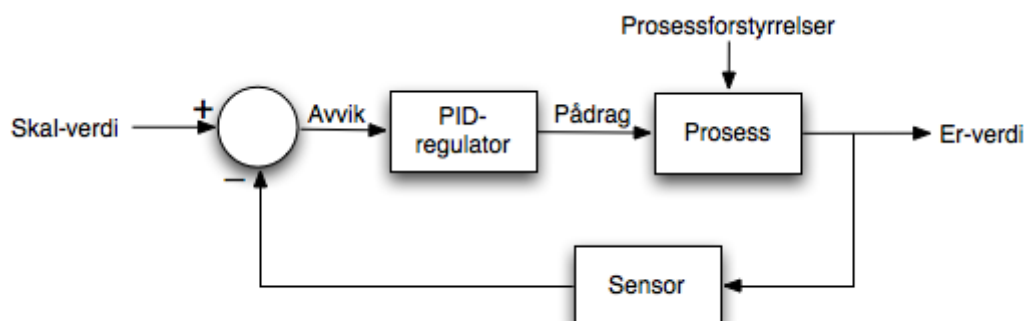 Prosessforstyrrelser
Skal-verdi
+
−
Avvik
PID-
regulator
Pådrag
Prosess
Er-verdi
Sensor